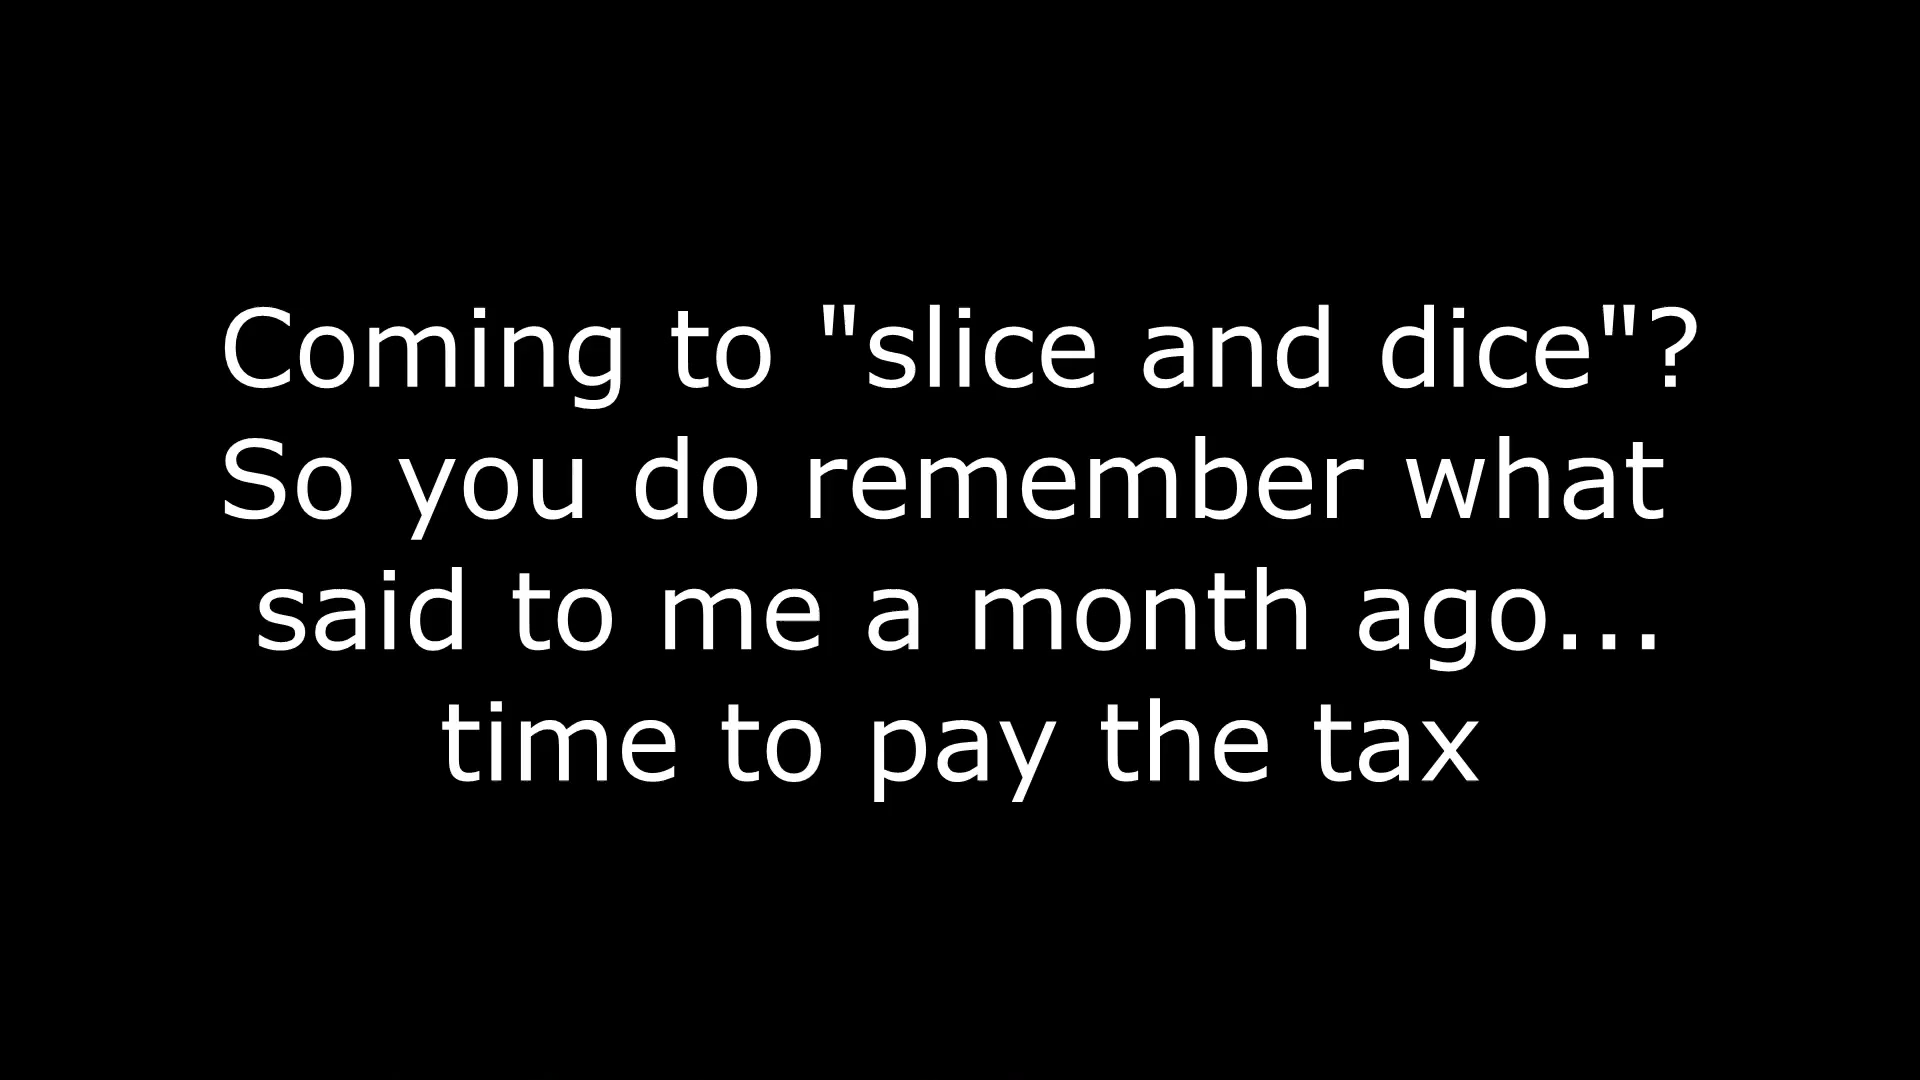 Coming to "slice and dice"?
So you do remember what
said to me a month ago...
time to pay the tax